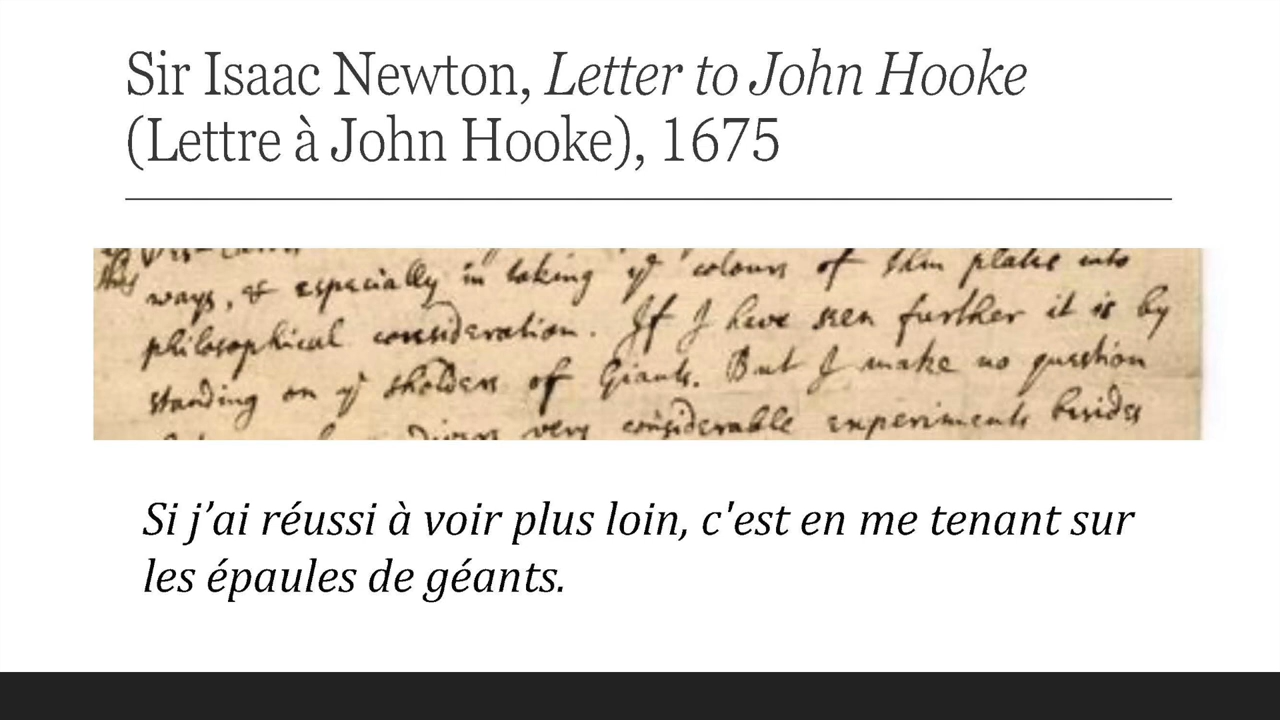 Sir Isaac Newton, Letter to John Hooke
(Lettre à John Hooke), 1675
this
ways, & especially in taking ye colours of thin plates into
philosophical consideration. If I have seen further it is by
standing on ye sholders of Giants. But I make no question
divers very considerable experiments besides
Si j’ai réussi à voir plus loin, c'est en me tenant sur
les épaules de géants.